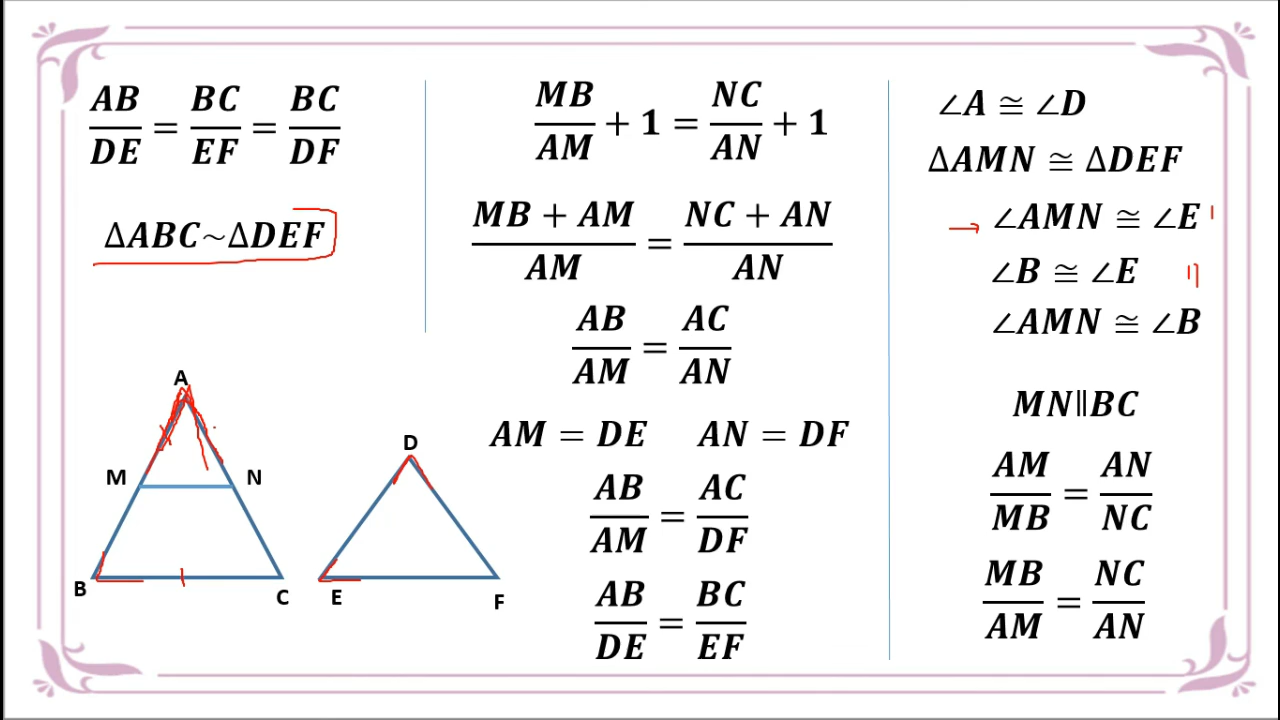 AB/DE = BC/EF = BC/DF
ΔABC~ΔDEF
A
M N
B C
D
E F
MB/AM + 1 = NC/AN + 1
(MB + AM)/AM = (NC + AN)/AN
AB/AM = AC/AN
AM = DE AN = DF
AB/AM = AC/DF
AB/DE = BC/EF
∠A ≅ ∠D
ΔAMN ≅ ΔDEF
∠AMN ≅ ∠E
∠B ≅ ∠E
∠AMN ≅ ∠B
MN∥BC
AM/MB = AN/NC
MB/AM = NC/AN